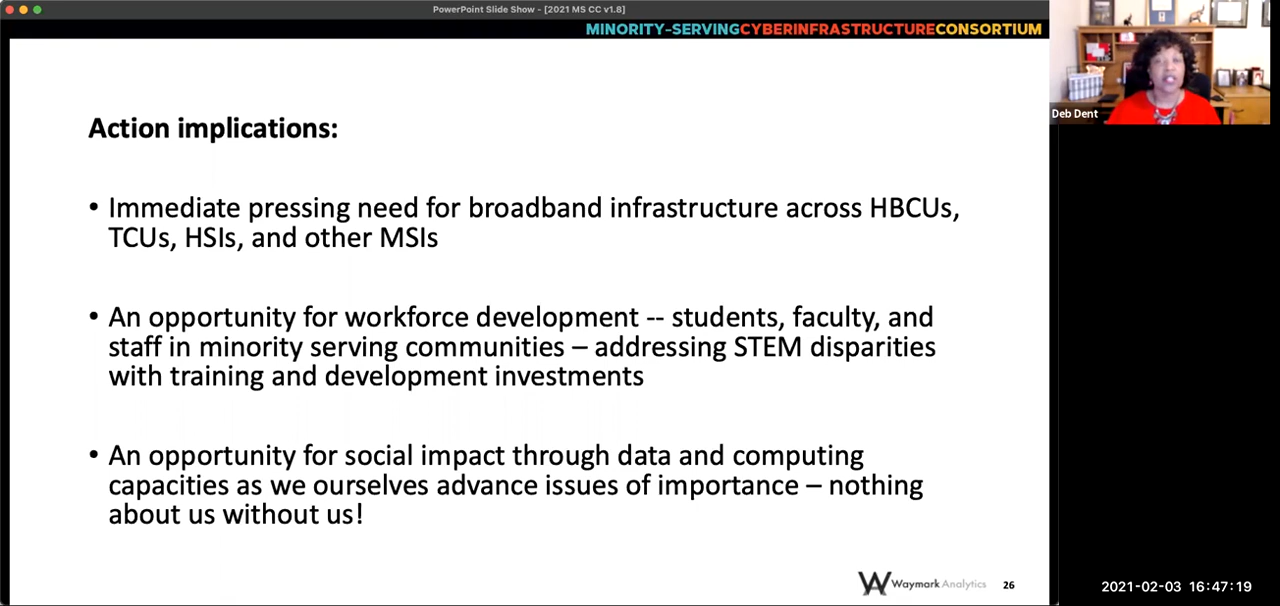 PowerPoint Slide Show - [2021 MS CC v1.8]
MINORITY-SERVINGCYBERINFRASTRUCTURECONSORTIUM
Deb Dent
Action implications:
• Immediate pressing need for broadband infrastructure across HBCUs,
TCUs, HSIs, and other MSIs
• An opportunity for workforce development -- students, faculty, and
staff in minority serving communities – addressing STEM disparities
with training and development investments
• An opportunity for social impact through data and computing
capacities as we ourselves advance issues of importance – nothing
about us without us!
Waymark Analytics
26
2021-02-03 16:47:19